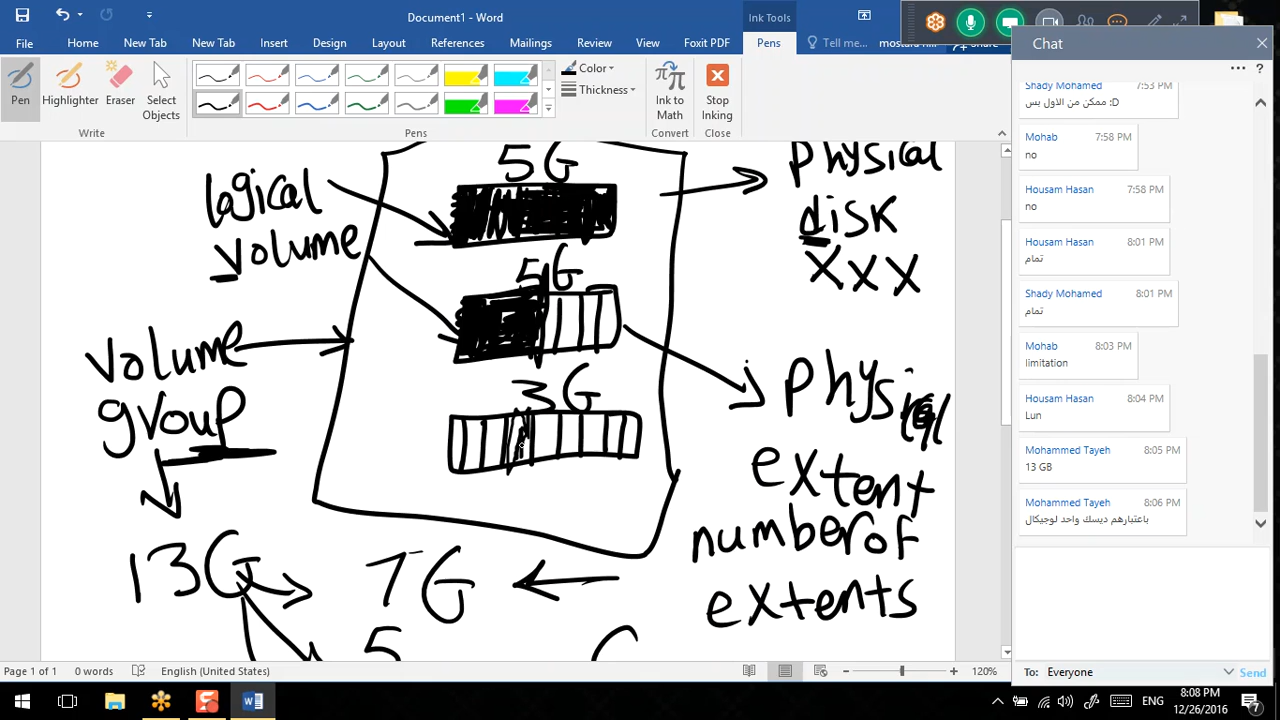 Document1 - Word
Ink Tools
File
Home
New Tab
New Tab
Insert
Design
Layout
References
Mailings
Review
View
Foxit PDF
Pens
Tell me...
Share
Pen
Highlighter
Eraser
Select
Objects
Color
Thickness
Ink to
Math
Stop
Inking
Write
Pens
Convert
Close
5G
physical
disk
XXX
logical
volume
5G
volume
group
3G
physical
extent
number of
extents
13G
7G
5
Chat
Shady Mohamed 7:53 PM
ممكن من الاول بس :D
Mohab 7:58 PM
no
Housam Hasan 7:58 PM
no
Housam Hasan 8:01 PM
تمام
Shady Mohamed 8:01 PM
تمام
Mohab 8:03 PM
limitation
Housam Hasan 8:04 PM
Lun
Mohammed Tayeh 8:05 PM
13 GB
Mohammed Tayeh 8:06 PM
باعتبارهم ديسك واحد لوجيكال
To: Everyone
Send
Page 1 of 1
0 words
English (United States)
120%
ENG
8:08 PM
12/26/2016
7